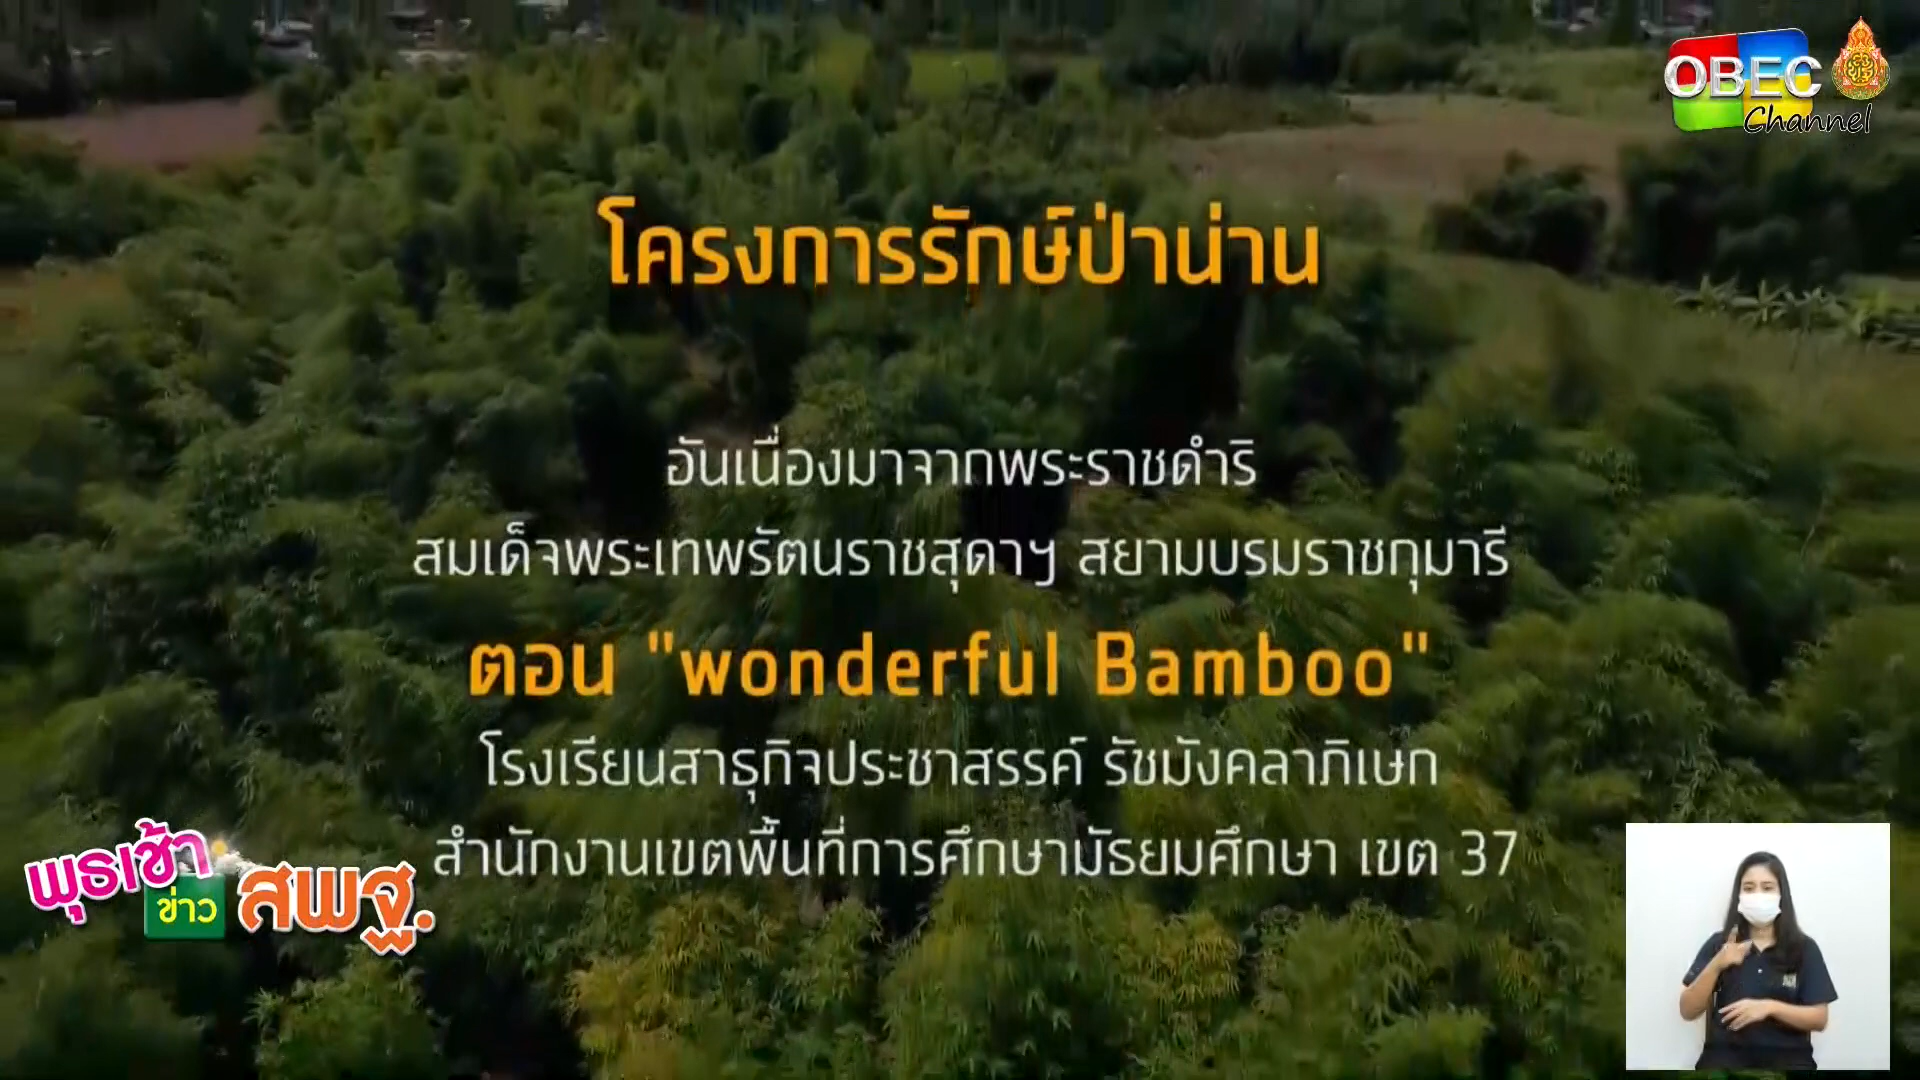 OBEC
Channel
โครงการรักษ์ป่าน่าน
อันเนื่องมาจากพระราชดำริ
สมเด็จพระเทพรัตนราชสุดาฯ สยามบรมราชกุมารี
ตอน "wonderful Bamboo"
โรงเรียนสาธุกิจประชาสรรค์ รัชมังคลาภิเษก
สำนักงานเขตพื้นที่การศึกษามัธยมศึกษา เขต 37
พุธเช้า
ข่าว
สพฐ.